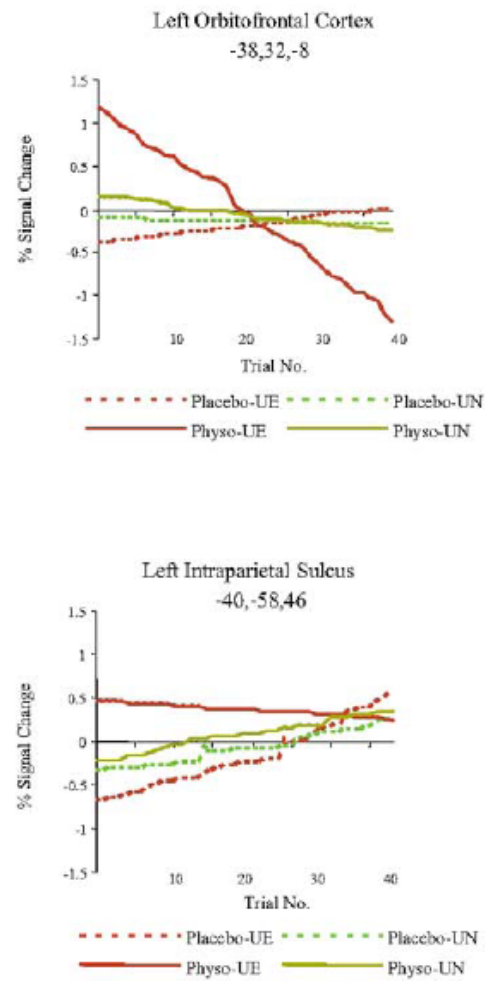 Left Orbitofrontal Cortex
-38,32,-8
1.5
1
0.5
0
-0.5
-1
-1.5
% Signal Change
10 20 30 40
Trial No.
Placebo-UE Placebo-UN
Physo-UE Physo-UN
Left Intraparietal Sulcus
-40,-58,46
1.5
1
0.5
0
-0.5
-1
-1.5
% Signal Change
10 20 30 40
Trial No.
Placebo-UE Placebo-UN
Physo-UE Physo-UN